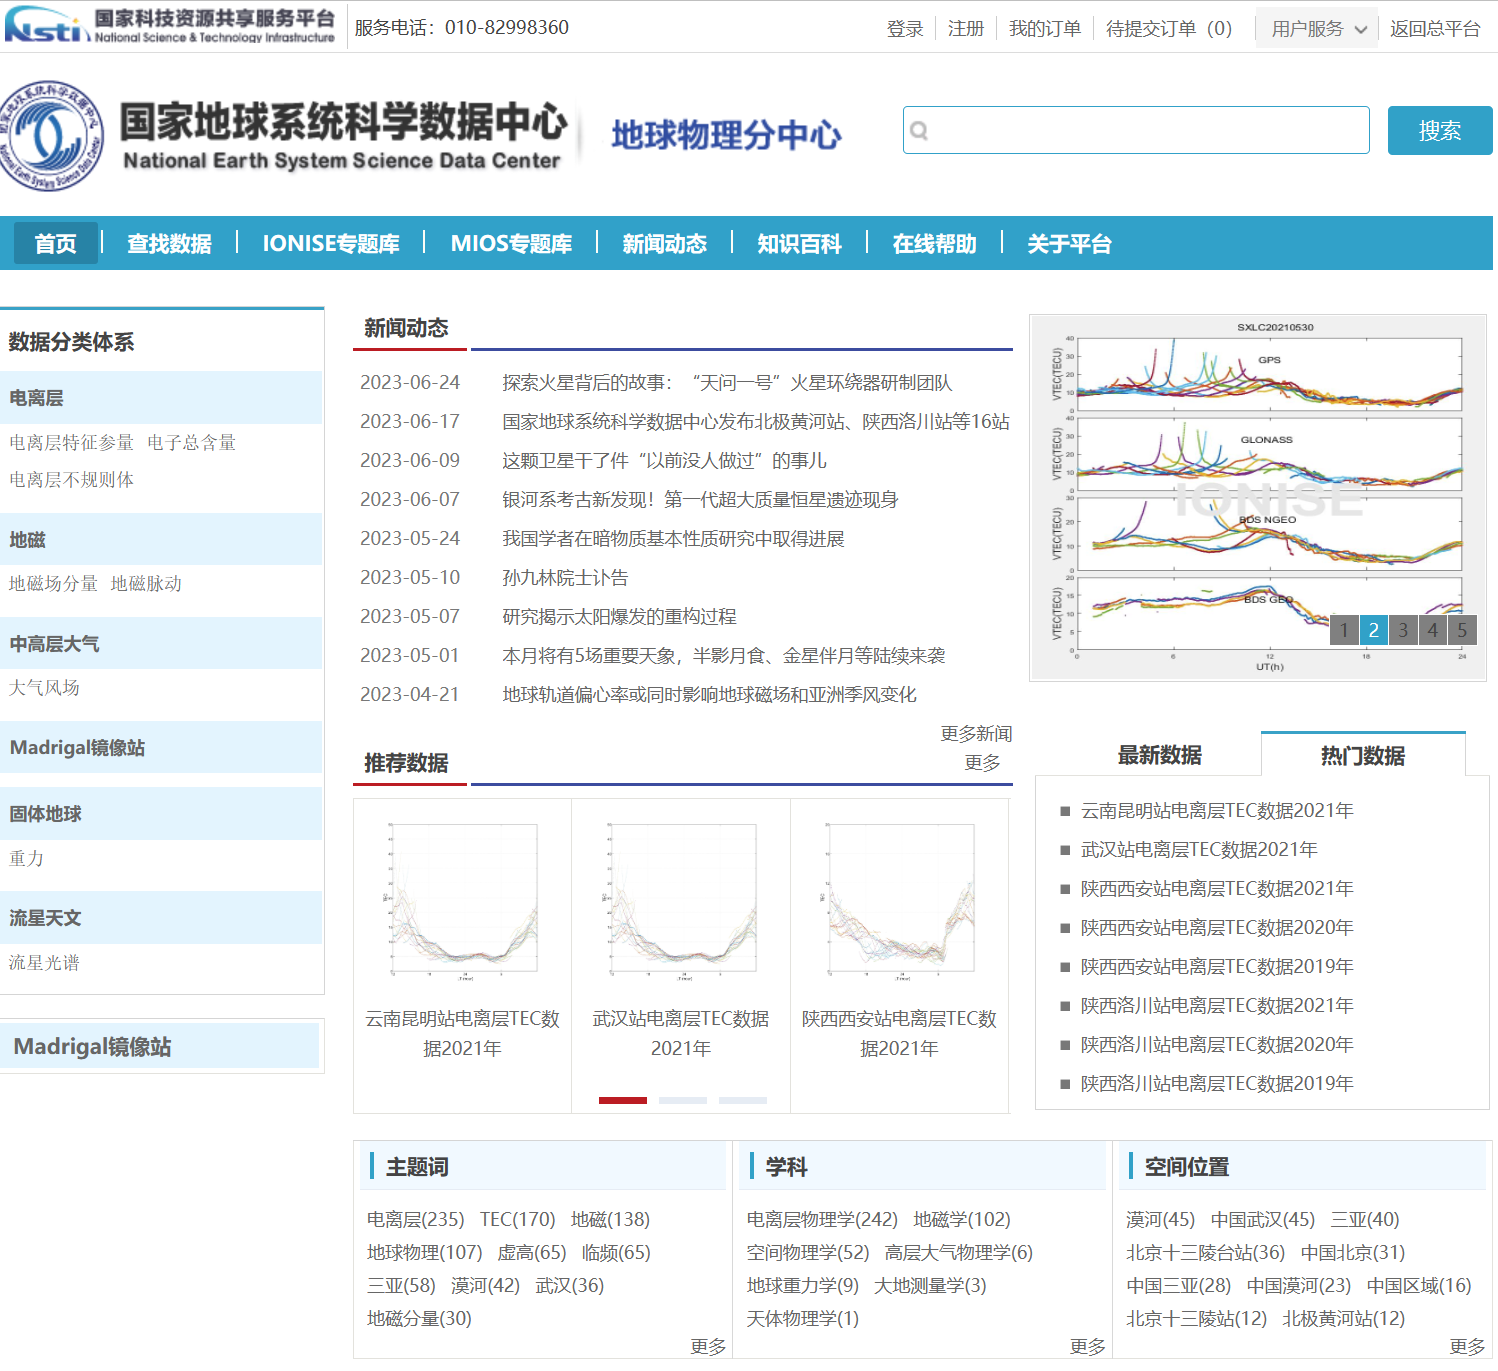 Nsti 国家科技资源共享服务平台
National Science & Technology Infrastructure
服务电话：010-82998360
登录 注册 我的订单 待提交订单（0） 用户服务 返回总平台
国家地球系统科学数据中心
National Earth System Science Data Center
地球物理分中心
搜索
首页 查找数据 IONISE专题库 MIOS专题库 新闻动态 知识百科 在线帮助 关于平台
数据分类体系
电离层
电离层特征参量 电子总含量
电离层不规则体
地磁
地磁场分量 地磁脉动
中高层大气
大气风场
Madrigal镜像站
固体地球
重力
流星天文
流星光谱
Madrigal镜像站
新闻动态
2023-06-24 探索火星背后的故事：“天问一号”火星环绕器研制团队
2023-06-17 国家地球系统科学数据中心发布北极黄河站、陕西洛川站等16站
2023-06-09 这颗卫星干了件“以前没人做过”的事儿
2023-06-07 银河系考古新发现！第一代超大质量恒星遗迹现身
2023-05-24 我国学者在暗物质基本性质研究中取得进展
2023-05-10 孙九林院士讣告
2023-05-07 研究揭示太阳爆发的重构过程
2023-05-01 本月将有5场重要天象，半影月食、金星伴月等陆续来袭
2023-04-21 地球轨道偏心率或同时影响地球磁场和亚洲季风变化
更多新闻
SXLC20210530
GPS
VTEC(TECU)
40
30
20
10
0
GLONASS
VTEC(TECU)
40
30
20
10
0
IONISE
BDS NGEO
VTEC(TECU)
30
20
10
0
BDS GEO
VTEC(TECU)
20
15
10
5
0
0 6 12 18 24
UT(h)
1 2 3 4 5
推荐数据
更多
云南昆明站电离层TEC数
据2021年
武汉站电离层TEC数据
2021年
陕西西安站电离层TEC数
据2021年
最新数据 热门数据
云南昆明站电离层TEC数据2021年
武汉站电离层TEC数据2021年
陕西西安站电离层TEC数据2021年
陕西西安站电离层TEC数据2020年
陕西西安站电离层TEC数据2019年
陕西洛川站电离层TEC数据2021年
陕西洛川站电离层TEC数据2020年
陕西洛川站电离层TEC数据2019年
主题词
电离层(235) TEC(170) 地磁(138)
地球物理(107) 虚高(65) 临频(65)
三亚(58) 漠河(42) 武汉(36)
地磁分量(30)
更多
学科
电离层物理学(242) 地磁学(102)
空间物理学(52) 高层大气物理学(6)
地球重力学(9) 大地测量学(3)
天体物理学(1)
更多
空间位置
漠河(45) 中国武汉(45) 三亚(40)
北京十三陵台站(36) 中国北京(31)
中国三亚(28) 中国漠河(23) 中国区域(16)
北京十三陵站(12) 北极黄河站(12)
更多